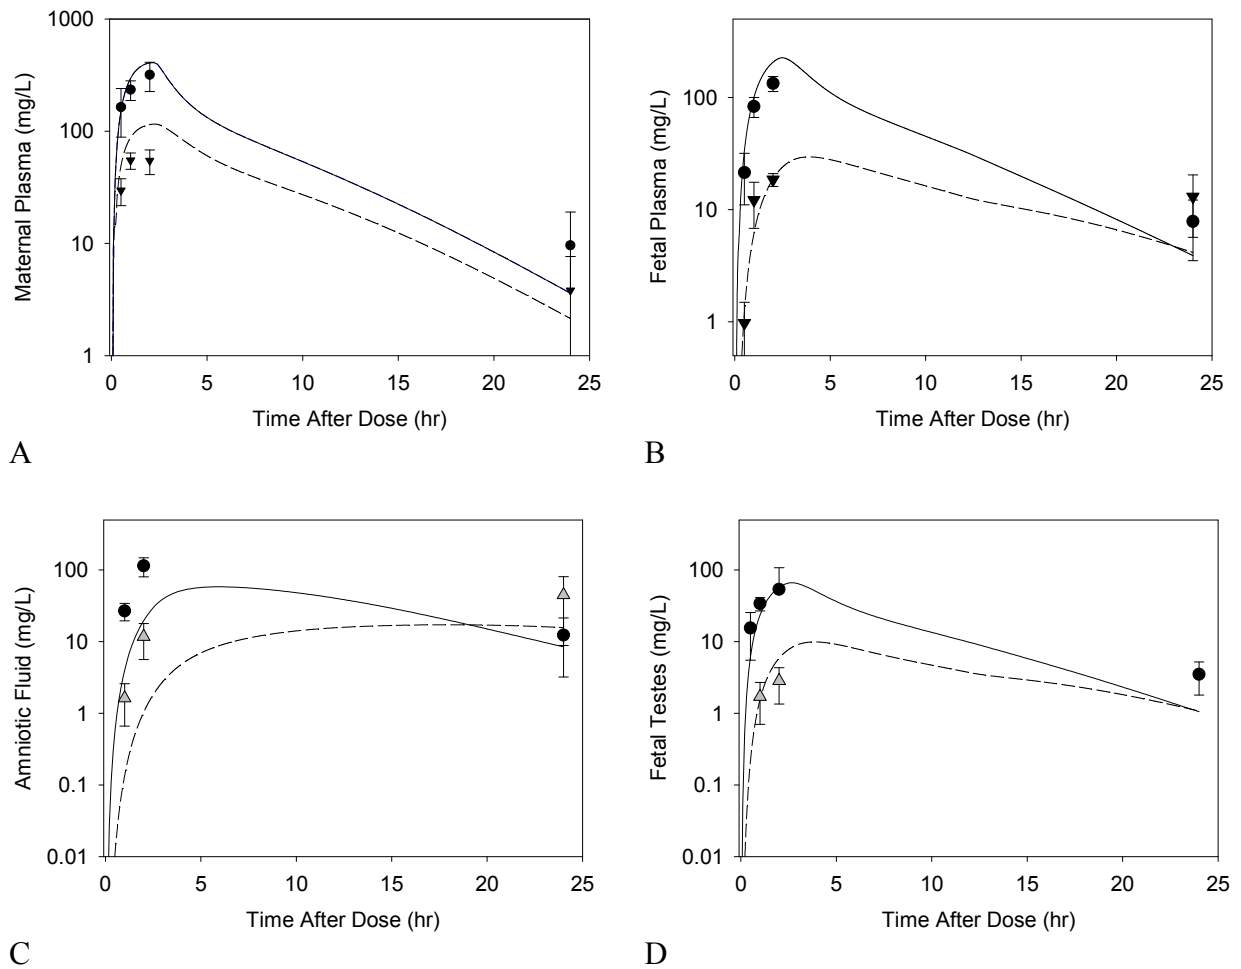 1000
100
10
1
Maternal Plasma (mg/L)
0 5 10 15 20 25
Time After Dose (hr)
A
100
10
1
Fetal Plasma (mg/L)
0 5 10 15 20 25
Time After Dose (hr)
B
100
10
1
0.1
0.01
Amniotic Fluid (mg/L)
0 5 10 15 20 25
Time After Dose (hr)
C
100
10
1
0.1
0.01
Fetal Testes (mg/L)
0 5 10 15 20 25
Time After Dose (hr)
D